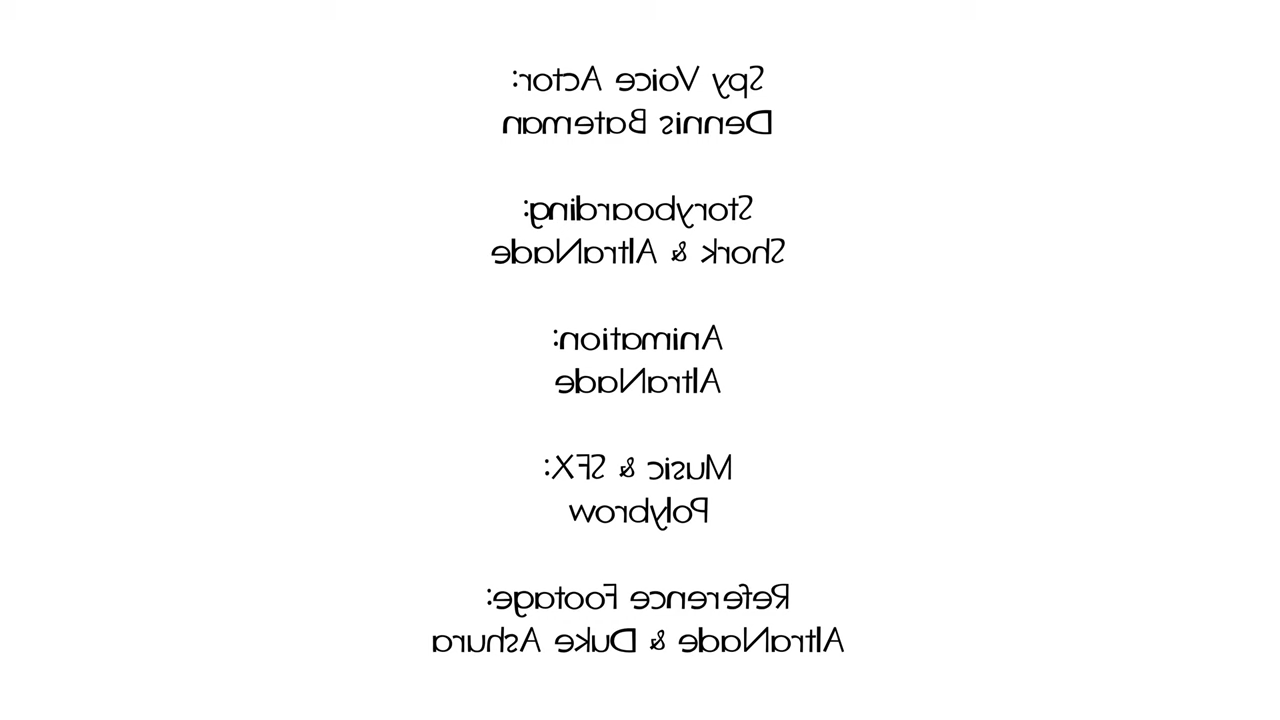 Spy Voice Actor:
Dennis Bateman
Storyboarding:
Shork & AltraNade
Animation:
AltraNade
Music & SFX:
Polybrow
Reference Footage:
AltraNade & Duke Ashura